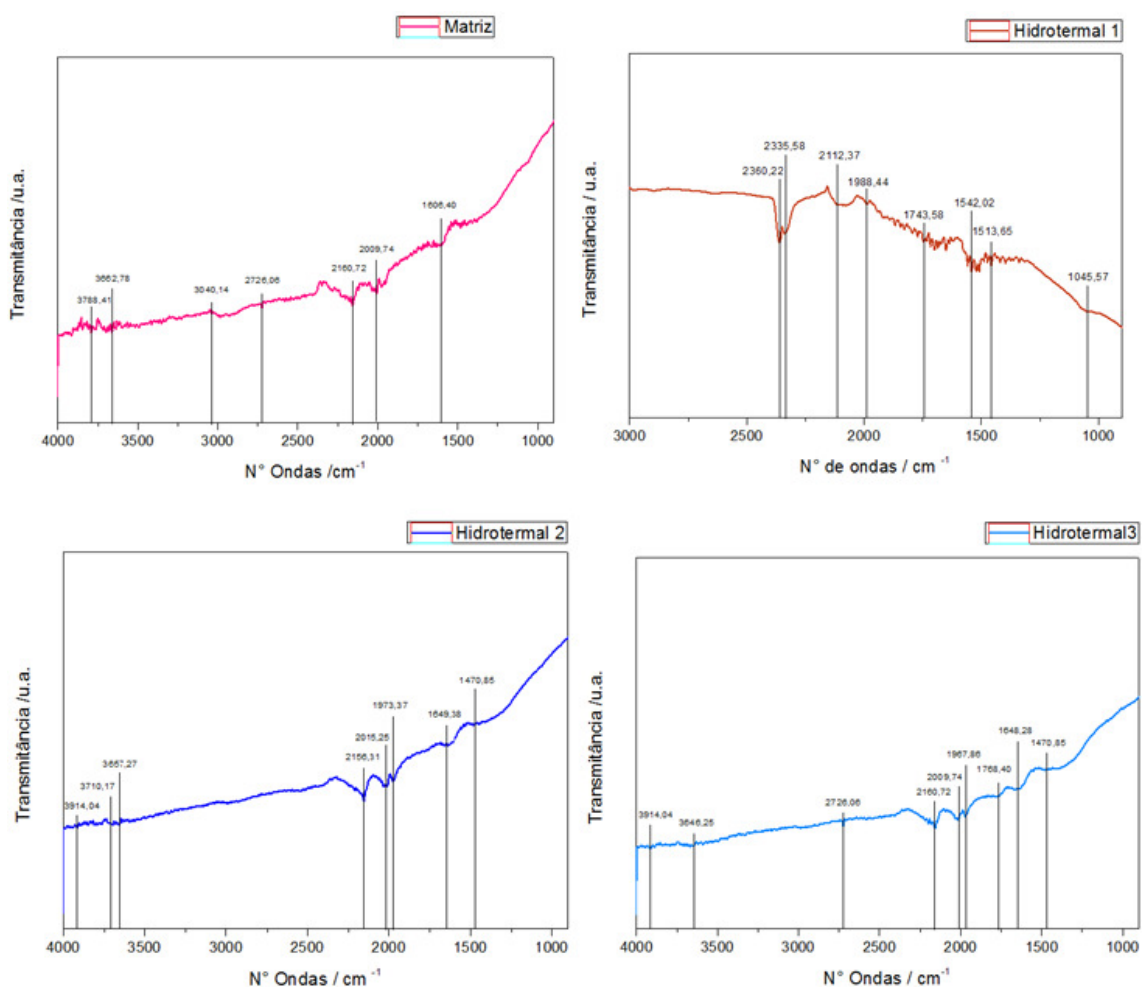 Matriz
Transmitância /u.a.
3788,41
3662,78
3040,14
2726,06
2160,72
2009,74
1606,40
4000 3500 3000 2500 2000 1500 1000
N° Ondas /cm⁻¹
Hidrotermal 1
Transmitância / u.a.
2360,22
2335,58
2112,37
1988,44
1743,58
1542,02
1513,65
1045,57
3000 2500 2000 1500 1000
N° de ondas / cm⁻¹
Hidrotermal 2
Transmitância /u.a.
3914,04
3710,17
3657,27
2156,31
2015,25
1973,37
1649,38
1470,85
4000 3500 3000 2500 2000 1500 1000
N° Ondas / cm⁻¹
Hidrotermal3
Transmitância /u.a.
3914,04
3646,25
2726,06
2160,72
2009,74
1967,86
1768,40
1648,28
1470,85
4000 3500 3000 2500 2000 1500 1000
N° Ondas / cm⁻¹